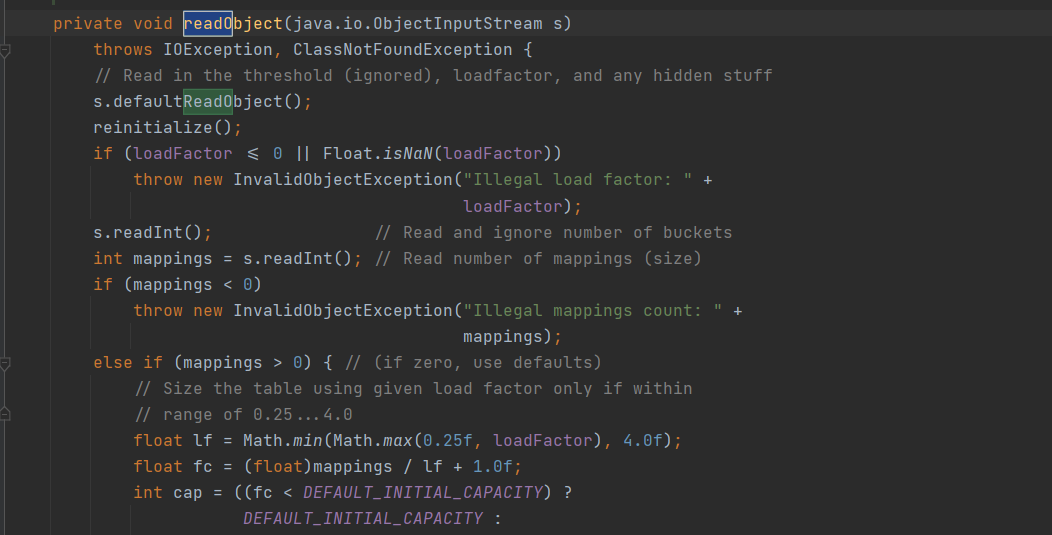 private void readObject(java.io.ObjectInputStream s)
throws IOException, ClassNotFoundException {
// Read in the threshold (ignored), loadfactor, and any hidden stuff
s.defaultReadObject();
reinitialize();
if (loadFactor <= 0 || Float.isNaN(loadFactor))
throw new InvalidObjectException("Illegal load factor: " +
loadFactor);
s.readInt(); // Read and ignore number of buckets
int mappings = s.readInt(); // Read number of mappings (size)
if (mappings < 0)
throw new InvalidObjectException("Illegal mappings count: " +
mappings);
else if (mappings > 0) { // (if zero, use defaults)
// Size the table using given load factor only if within
// range of 0.25...4.0
float lf = Math.min(Math.max(0.25f, loadFactor), 4.0f);
float fc = (float)mappings / lf + 1.0f;
int cap = ((fc < DEFAULT_INITIAL_CAPACITY) ?
DEFAULT_INITIAL_CAPACITY :